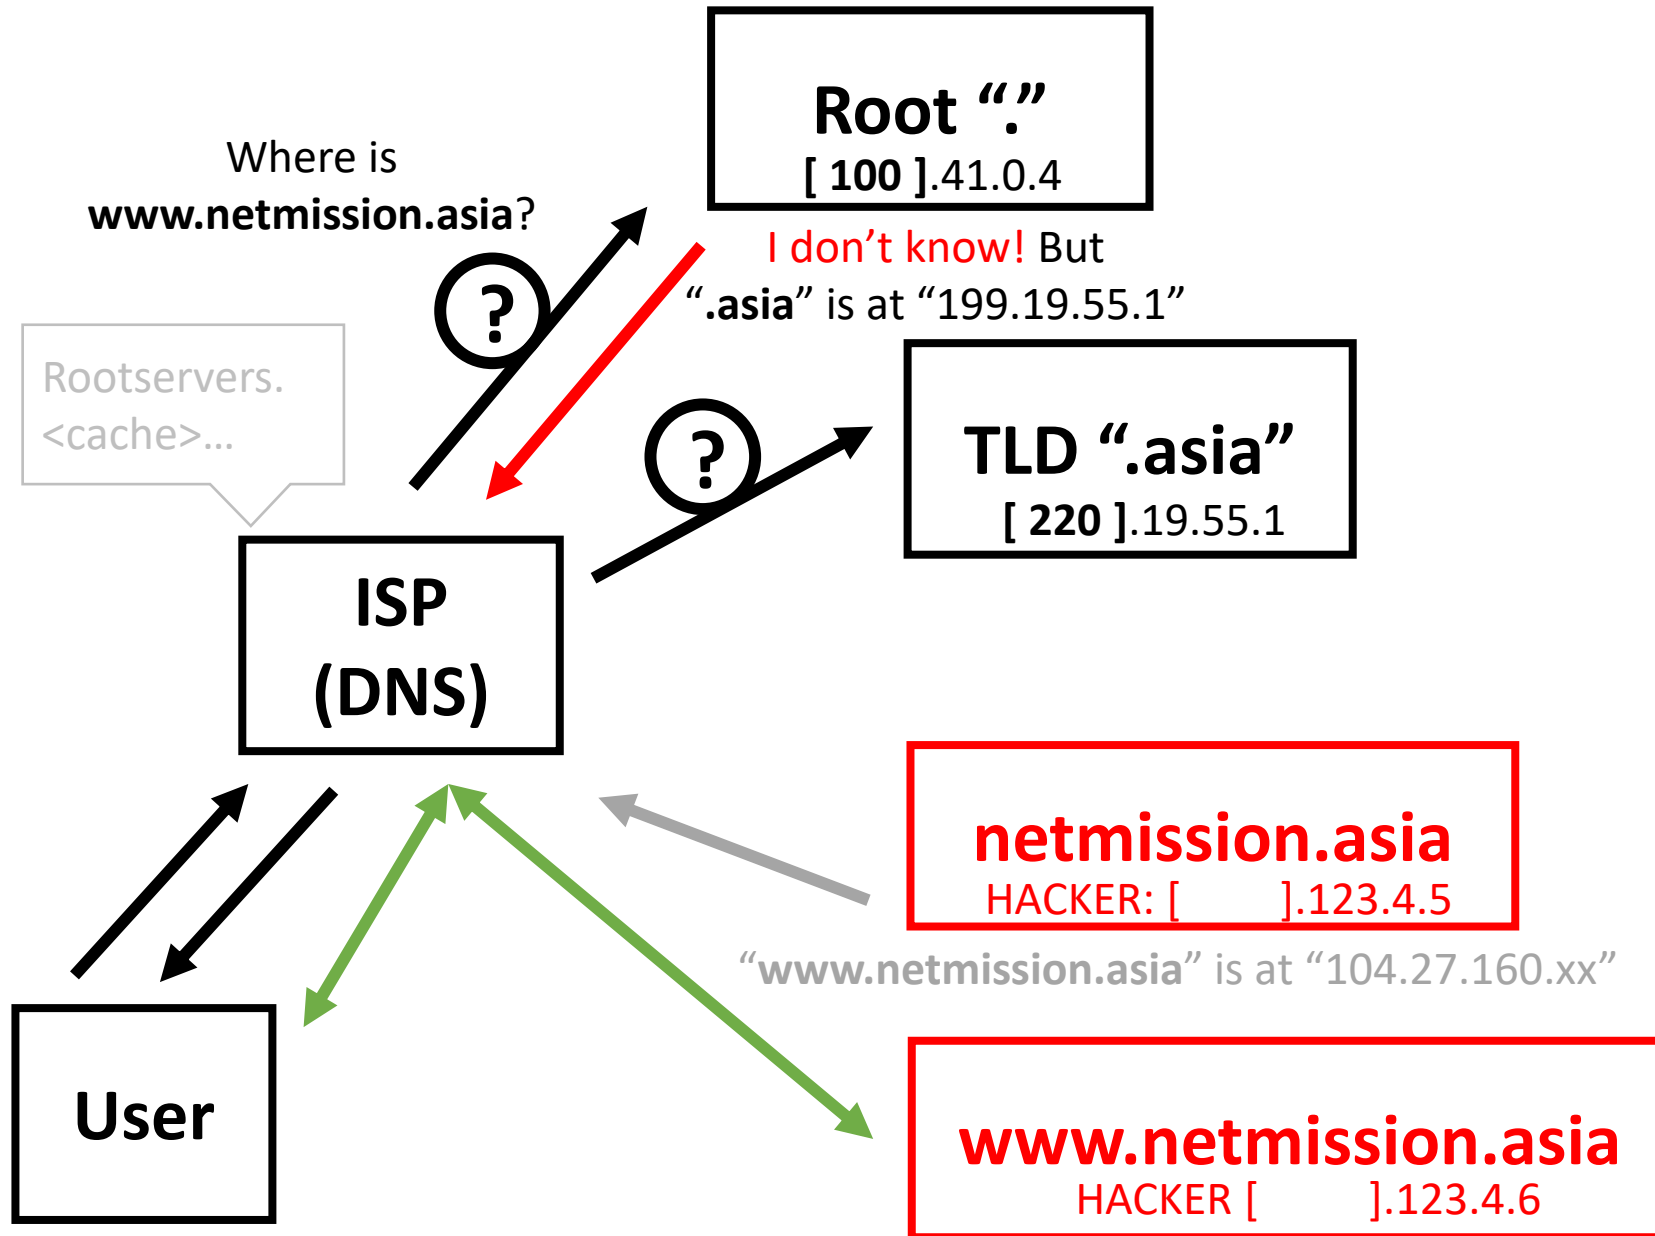 Root “.”
[ 100 ].41.0.4
Where is
www.netmission.asia?
?
I don’t know! But
“.asia” is at “199.19.55.1”
Rootservers.
<cache>...
?
TLD “.asia”
[ 220 ].19.55.1
ISP
(DNS)
netmission.asia
HACKER: [ ].123.4.5
“www.netmission.asia” is at “104.27.160.xx”
User
www.netmission.asia
HACKER [ ].123.4.6